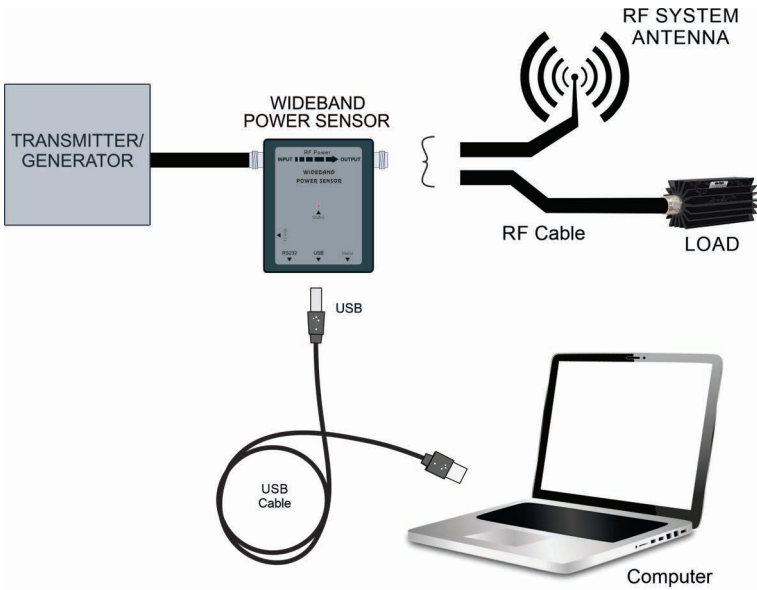 RF SYSTEM
ANTENNA
WIDEBAND
POWER SENSOR
TRANSMITTER/
GENERATOR
RF Power
INPUT OUTPUT
WIDEBAND
POWER SENSOR
RS232 USB
RF Cable
LOAD
USB
USB
Cable
Computer